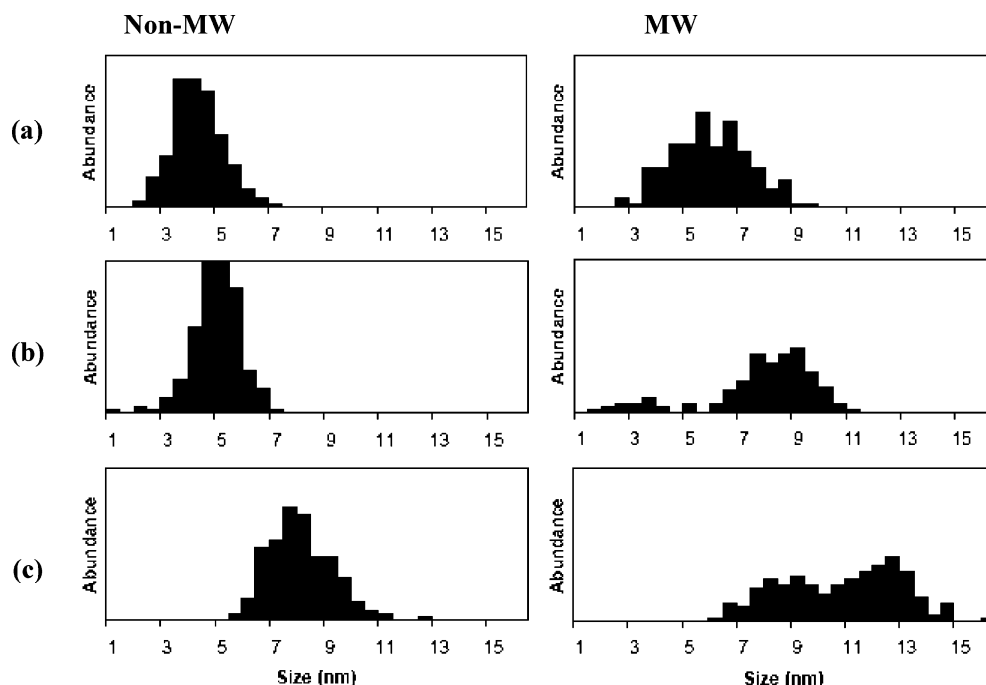 Non-MW MW
(a)
Abundance Abundance
1 3 5 7 9 11 13 15 1 3 5 7 9 11 13 15
(b)
Abundance Abundance
1 3 5 7 9 11 13 15 1 3 5 7 9 11 13 15
(c)
Abundance Abundance
1 3 5 7 9 11 13 15 1 3 5 7 9 11 13 15
Size (nm) Size (nm)